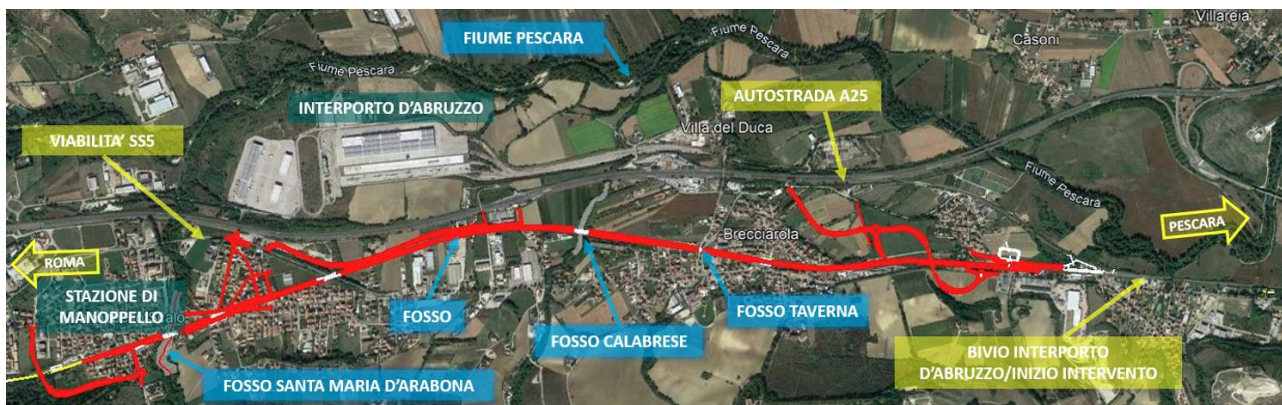 FIUME PESCARA
Fiume Pescara
Villareia
Casoni
Fiume Pescara
INTERPORTO D'ABRUZZO
AUTOSTRADA A25
VIABILITA' SS5
Villa del Duca
Fiume Pescara
PESCARA
Brecciarola
ROMA
STAZIONE DI
MANOPPELLO
FOSSO
FOSSO TAVERNA
FOSSO CALABRESE
BIVIO INTERPORTO
D'ABRUZZO/INIZIO INTERVENTO
FOSSO SANTA MARIA D'ARABONA